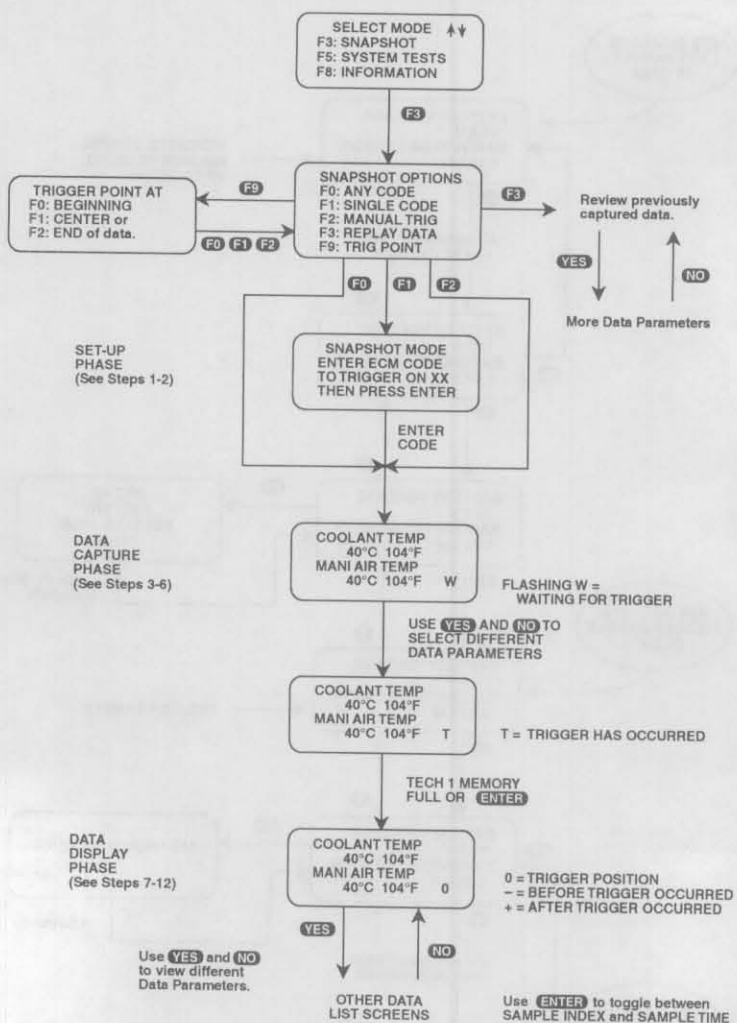 SELECT MODE
F3: SNAPSHOT
F5: SYSTEM TESTS
F8: INFORMATION
F3
TRIGGER POINT AT
F0: BEGINNING
F1: CENTER or
F2: END of data.
F9
F0 F1 F2
SNAPSHOT OPTIONS
F0: ANY CODE
F1: SINGLE CODE
F2: MANUAL TRIG
F3: REPLAY DATA
F9: TRIG POINT
F3
Review previously
captured data.
YES
NO
More Data Parameters
F0
F1
F2
SET-UP
PHASE
(See Steps 1-2)
SNAPSHOT MODE
ENTER ECM CODE
TO TRIGGER ON XX
THEN PRESS ENTER
ENTER
CODE
DATA
CAPTURE
PHASE
(See Steps 3-6)
COOLANT TEMP
40°C 104°F
MANI AIR TEMP
40°C 104°F W
FLASHING W =
WAITING FOR TRIGGER
USE YES AND NO TO
SELECT DIFFERENT
DATA PARAMETERS
COOLANT TEMP
40°C 104°F
MANI AIR TEMP
40°C 104°F T
T = TRIGGER HAS OCCURRED
TECH 1 MEMORY
FULL OR ENTER
DATA
DISPLAY
PHASE
(See Steps 7-12)
COOLANT TEMP
40°C 104°F
MANI AIR TEMP
40°C 104°F 0
0 = TRIGGER POSITION
– = BEFORE TRIGGER OCCURRED
+ = AFTER TRIGGER OCCURRED
YES
NO
Use YES and NO
to view different
Data Parameters.
OTHER DATA
LIST SCREENS
Use ENTER to toggle between
SAMPLE INDEX and SAMPLE TIME